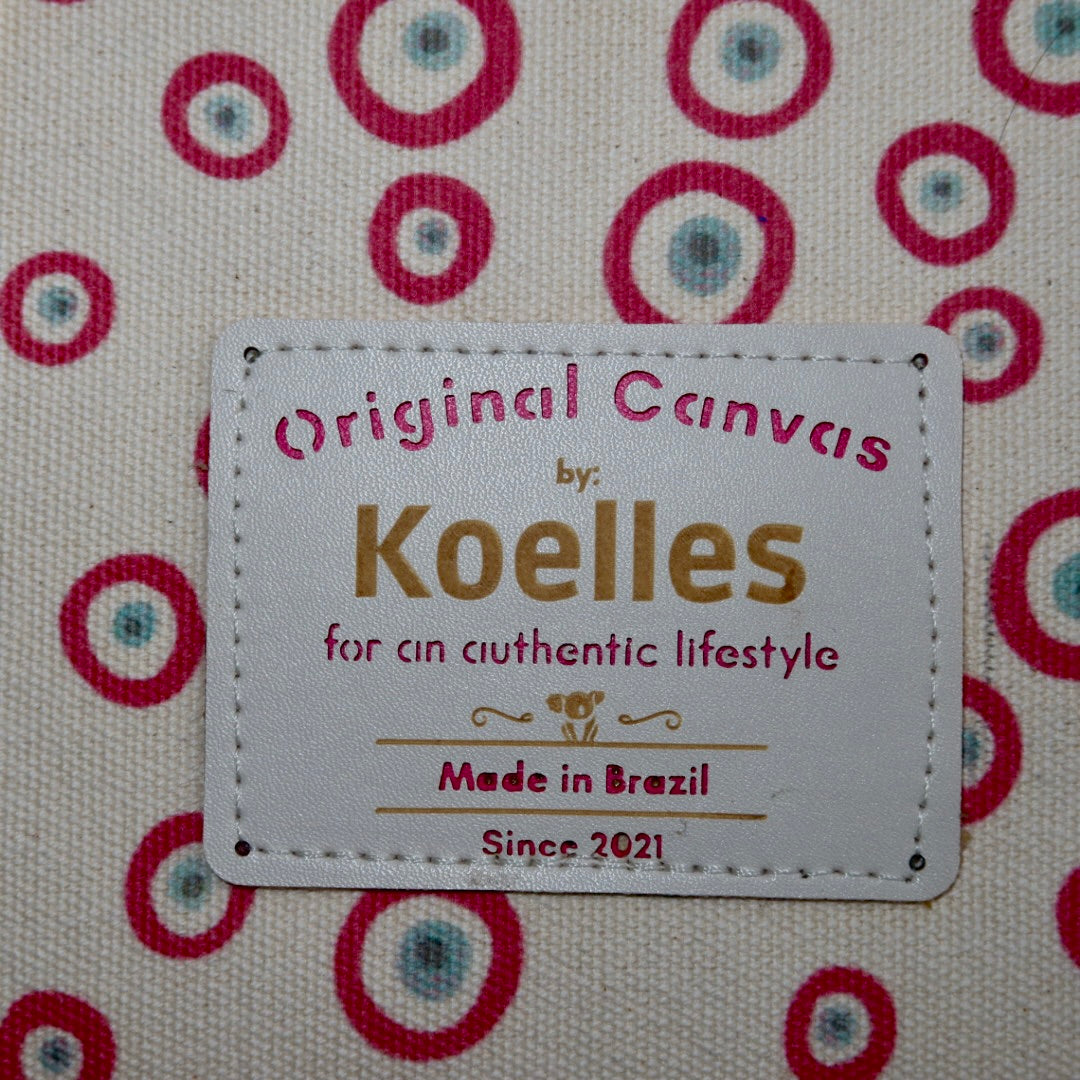 Original Canvas
by:
Koelles
for an authentic lifestyle
Made in Brazil
Since 2021